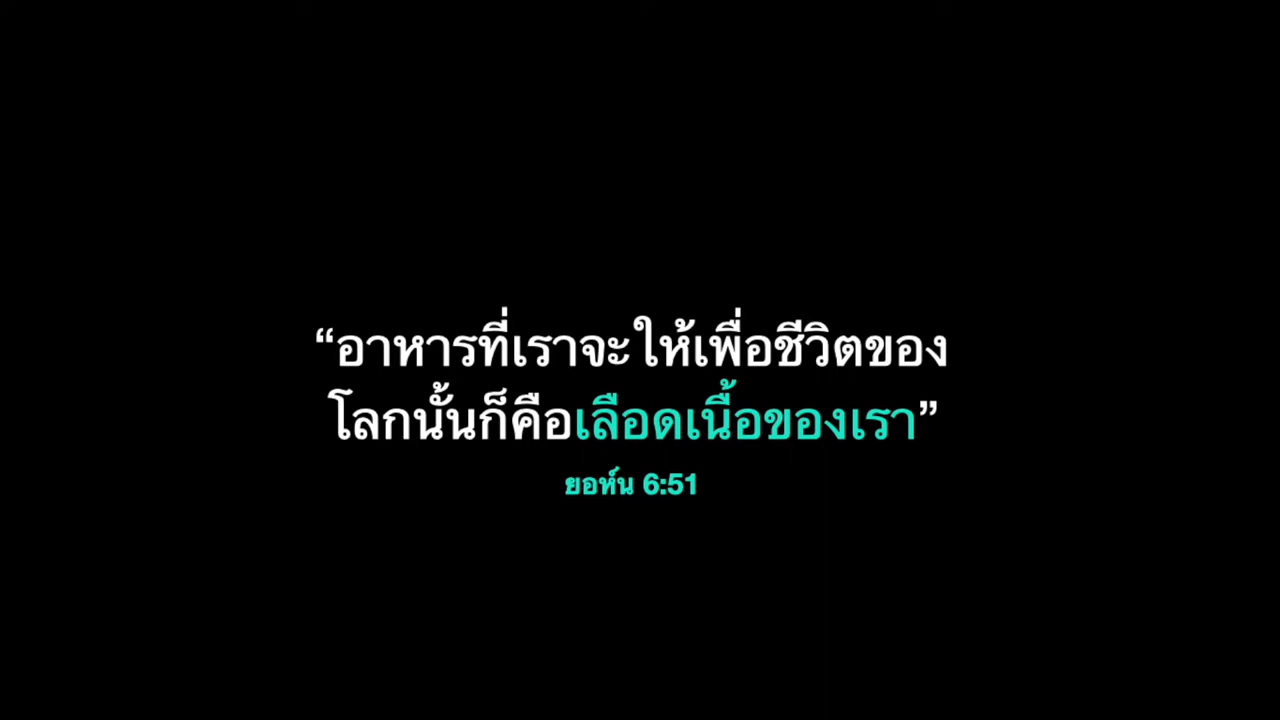 “อาหารที่เราจะให้เพื่อชีวิตของ
โลกนั้นก็คือเลือดเนื้อของเรา”
ยอห์น 6:51